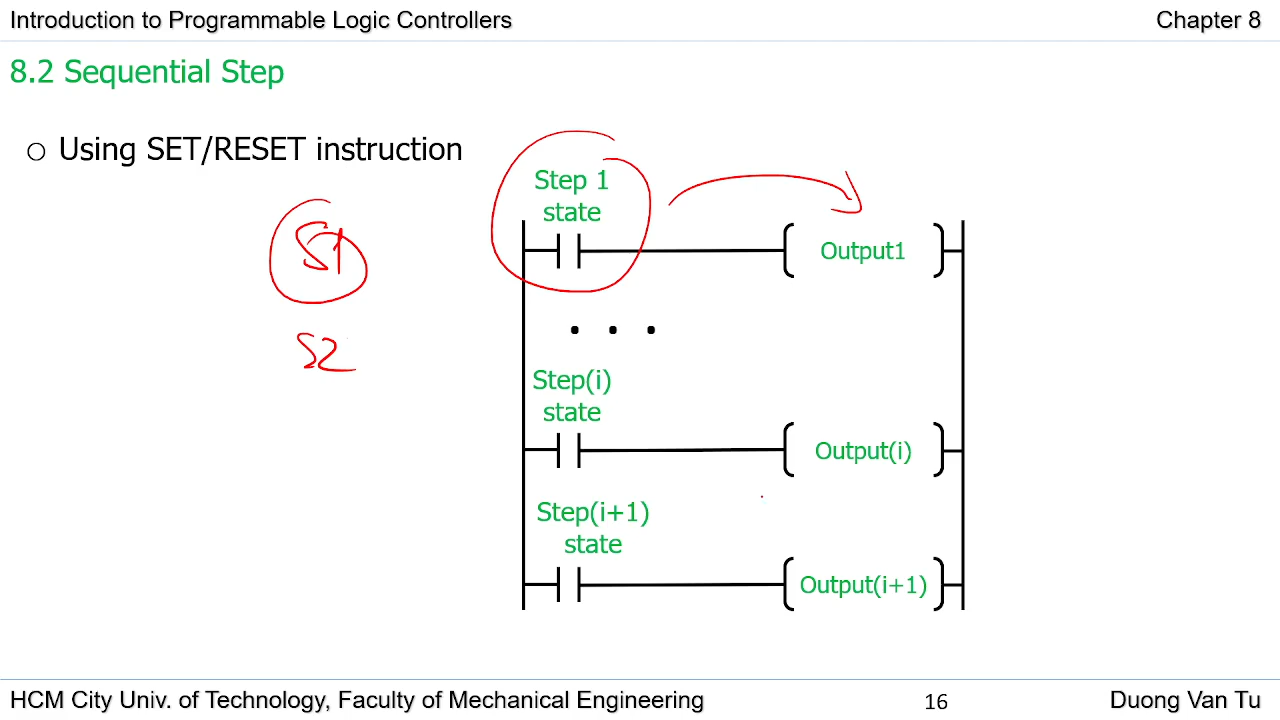 Introduction to Programmable Logic Controllers
Chapter 8
8.2 Sequential Step
Using SET/RESET instruction
Step 1
state
Output1
S1
S2
Step(i)
state
Output(i)
Step(i+1)
state
Output(i+1)
HCM City Univ. of Technology, Faculty of Mechanical Engineering
16
Duong Van Tu